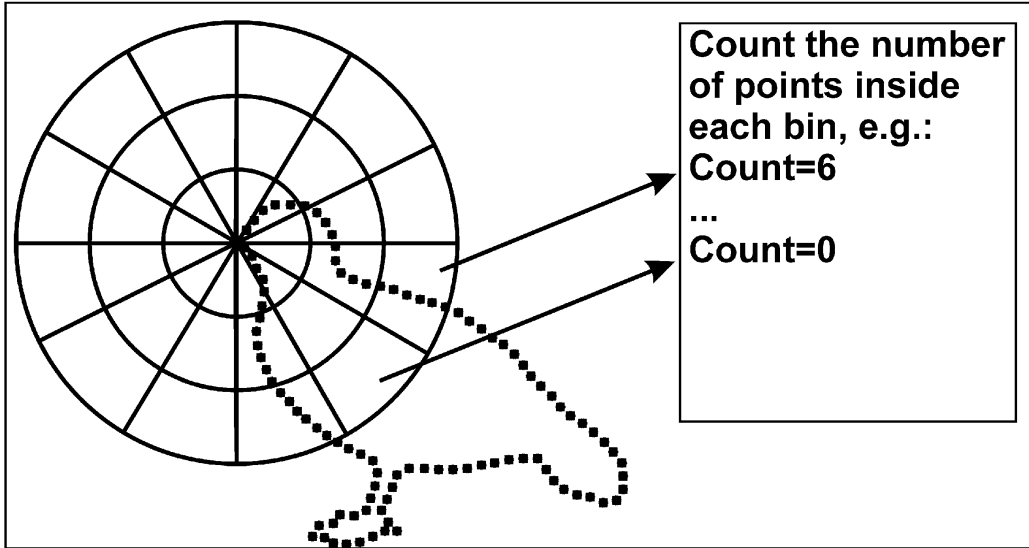 Count the number
of points inside
each bin, e.g.:
Count=6
...
Count=0